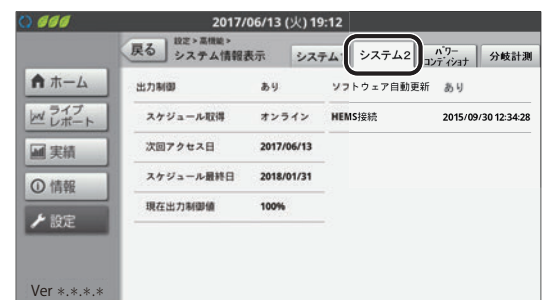 2017/06/13 (火) 19:12
戻る
設定 > 高機能 >
システム情報表示
システム1
システム2
パワーコンディショナ
分岐計測
ホーム
ライブレポート
実績
情報
設定
Ver *.*.*.*
出力制御 あり
スケジュール取得 オンライン
次回アクセス日 2017/06/13
スケジュール最終日 2018/01/31
現在出力制御値 100%
ソフトウェア自動更新 あり
HEMS接続 2015/09/30 12:34:28